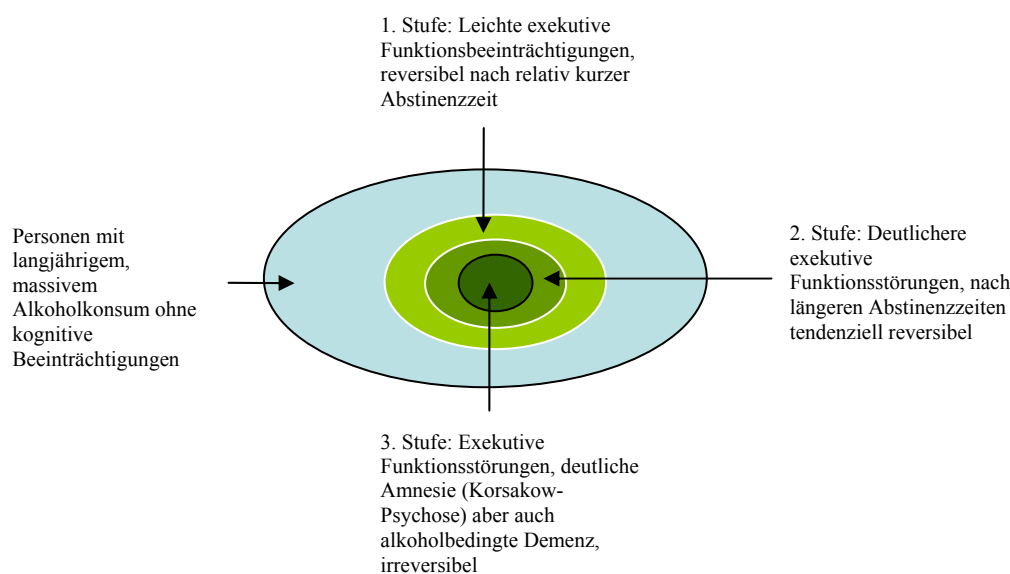 1. Stufe: Leichte exekutive
Funktionsbeeinträchtigungen,
reversibel nach relativ kurzer
Abstinenzzeit
Personen mit
langjährigem,
massivem
Alkoholkonsum ohne
kognitive
Beeinträchtigungen
2. Stufe: Deutlichere
exekutive
Funktionsstörungen, nach
längeren Abstinenzzeiten
tendenziell reversibel
3. Stufe: Exekutive
Funktionsstörungen, deutliche
Amnesie (Korsakow-
Psychose) aber auch
alkoholbedingte Demenz,
irreversibel